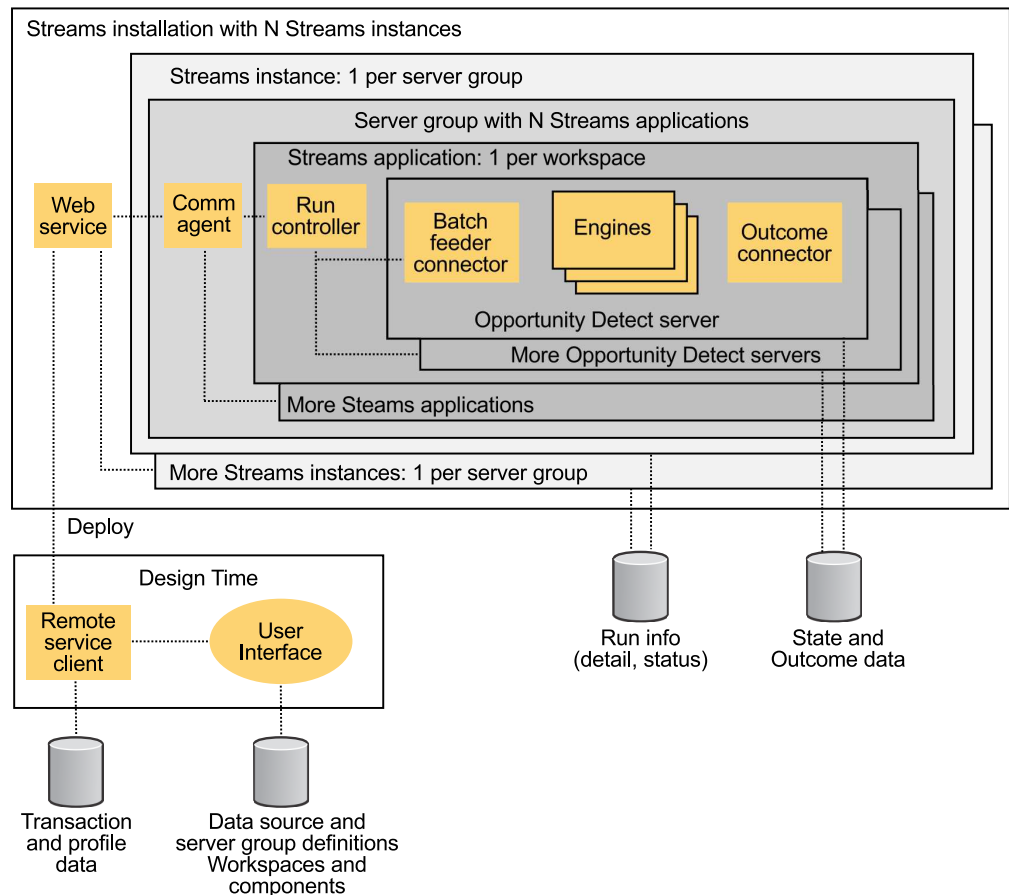 Streams installation with N Streams instances
Streams instance: 1 per server group
Server group with N Streams applications
Streams application: 1 per workspace
Web
service
Comm
agent
Run
controller
Batch
feeder
connector
Engines
Outcome
connector
Opportunity Detect server
More Opportunity Detect servers
More Steams applications
More Streams instances: 1 per server group
Deploy
Design Time
Remote
service
client
User
Interface
Run info
(detail, status)
State and
Outcome data
Transaction
and profile
data
Data source and
server group definitions
Workspaces and
components